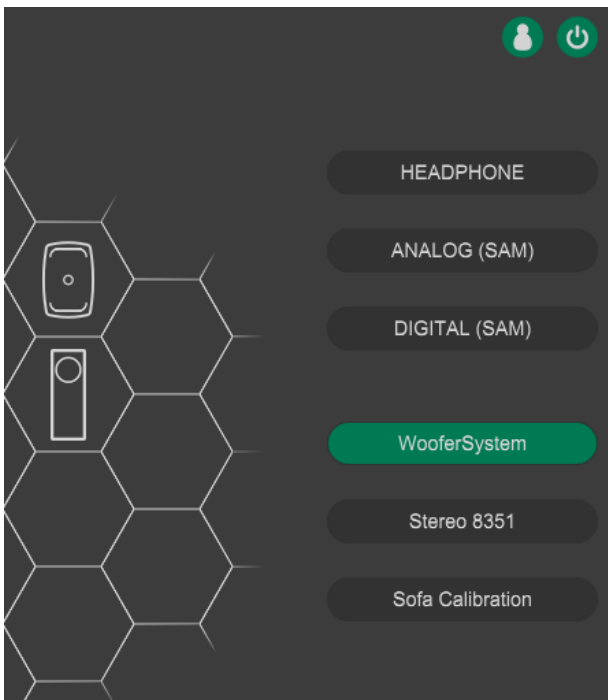 HEADPHONE
ANALOG (SAM)
DIGITAL (SAM)
WooferSystem
Stereo 8351
Sofa Calibration